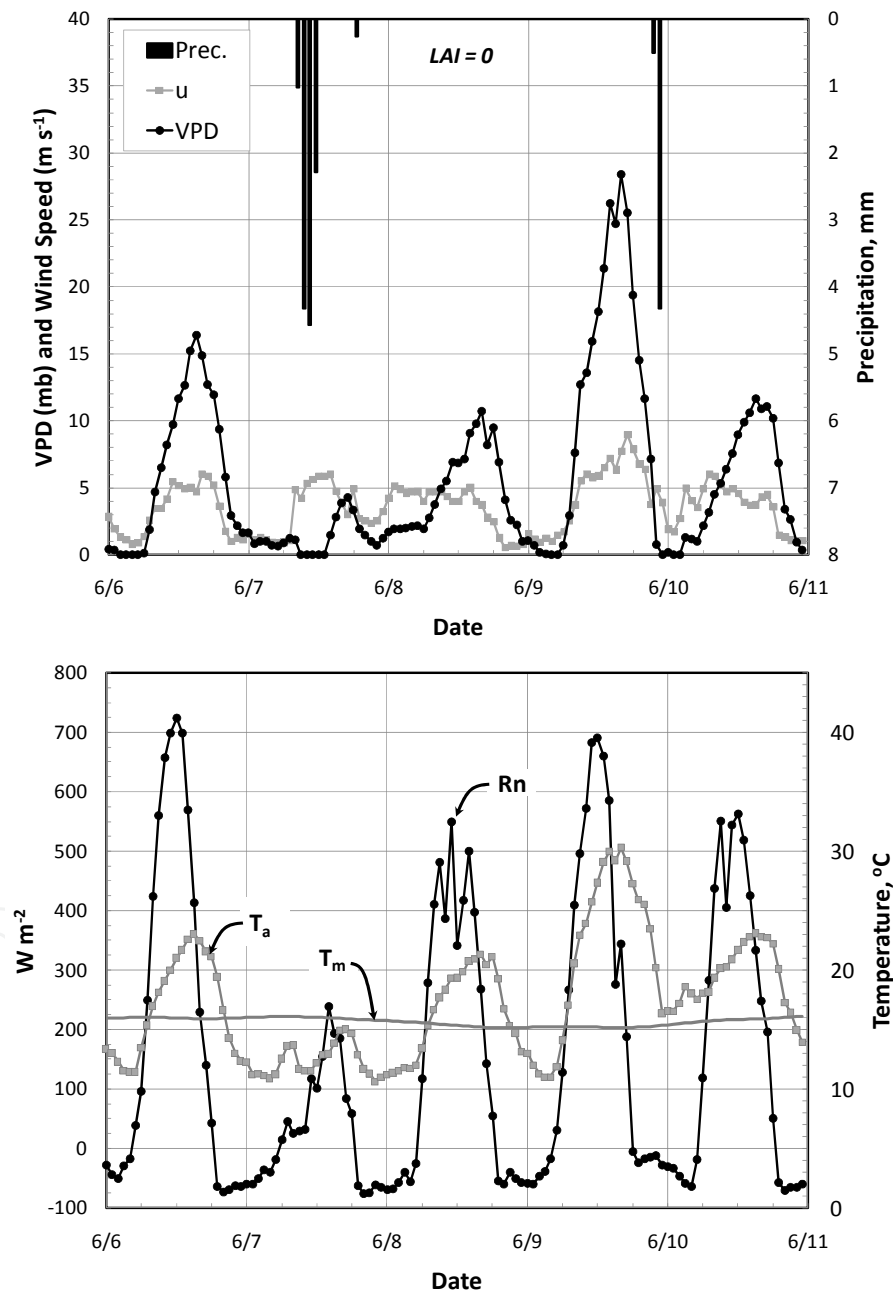 40
35
30
25
20
15
10
5
0
VPD (mb) and Wind Speed (m s-1)
Prec.
u
VPD
LAI = 0
0
1
2
3
4
5
6
7
8
Precipitation, mm
6/6 6/7 6/8 6/9 6/10 6/11
Date
800
700
600
500
400
300
200
100
0
-100
W m-2
Rn
Ta
Tm
40
30
20
10
0
Temperature, ºC
6/6 6/7 6/8 6/9 6/10 6/11
Date